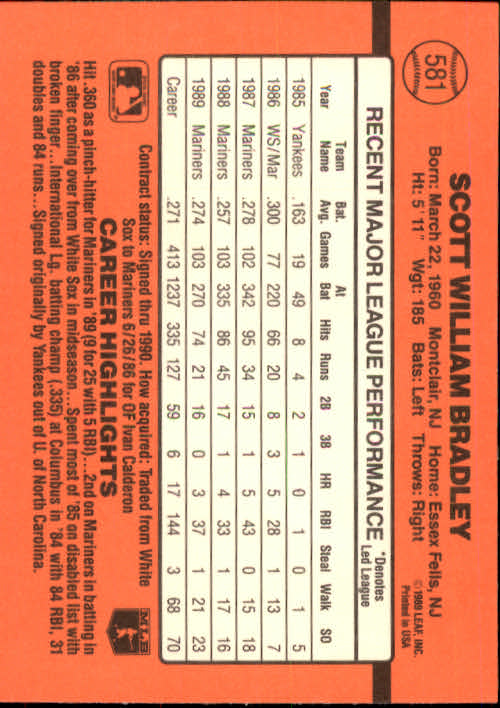 581
SCOTT WILLIAM BRADLEY
Born: March 22, 1960 Montclair, NJ Home: Essex Fells, NJ
Ht: 5' 11" Wgt: 185 Bats: Left Throws: Right
©1989 LEAF, INC.
Printed in USA
RECENT MAJOR LEAGUE PERFORMANCE
*Denotes
Led League
Year Team Name Bat. Avg. Games At Bat Hits Runs 2B 3B HR RBI Steal Walk SO
1985 Yankees .163 19 49 8 4 2 1 0 1 0 1 5
1986 WS/Mar .300 77 220 66 20 8 3 5 28 1 13 7
1987 Mariners .278 102 342 95 34 15 1 5 43 0 15 18
1988 Mariners .257 103 335 86 45 17 1 4 33 1 17 16
1989 Mariners .274 103 270 74 21 16 0 3 37 1 21 23
Career .271 413 1237 335 127 59 6 17 144 3 68 70
Contract status: Signed thru 1990. How acquired: Traded from White
Sox to Mariners 6/26/86 for OF Ivan Calderon
MLB
CAREER HIGHLIGHTS
Hit .360 as a pinch-hitter for Mariners in '89 (9 for 25 with 5 RBI)...2nd on Mariners in batting in
'86 after coming over from White Sox in midseason... Spent most of '85 on disabled list with
broken finger...International Lg. batting champ (.335) at Columbus in '84 with 84 RBI, 31
doubles and 84 runs...Signed originally by Yankees out of U. of North Carolina.